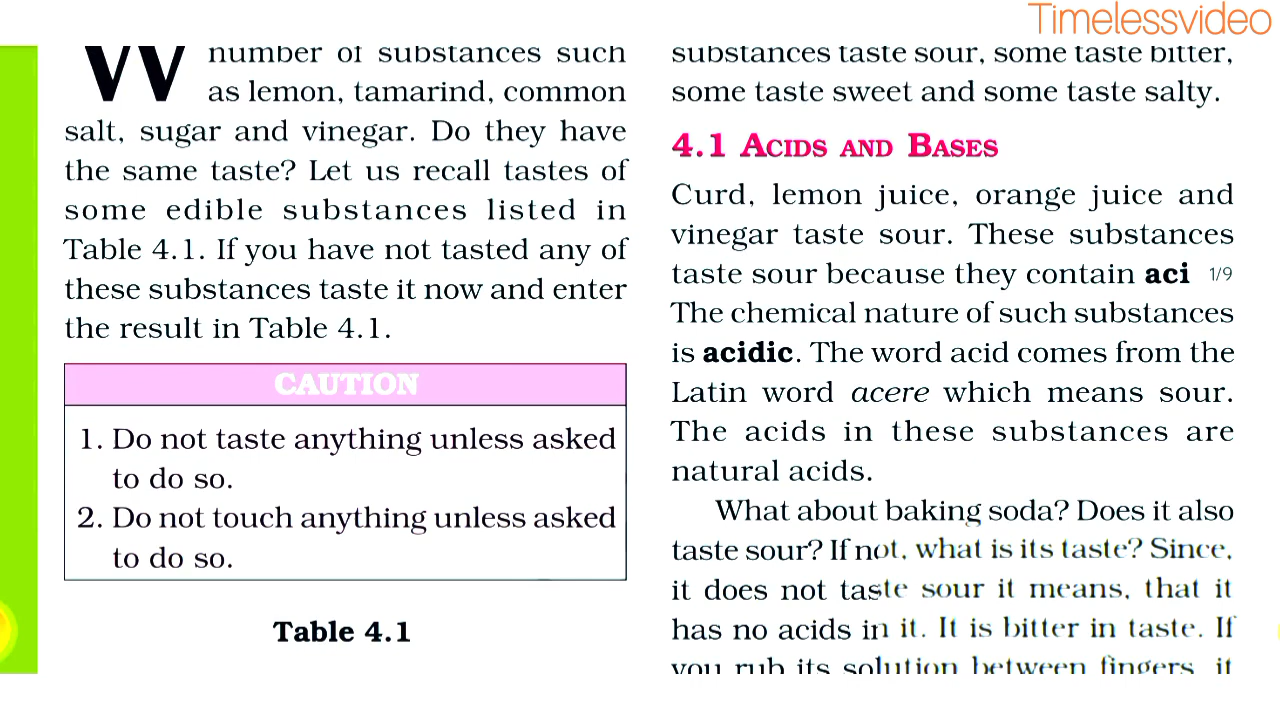 Timelessvideo
W number of substances such
as lemon, tamarind, common
salt, sugar and vinegar. Do they have
the same taste? Let us recall tastes of
some edible substances listed in
Table 4.1. If you have not tasted any of
these substances taste it now and enter
the result in Table 4.1.
CAUTION
1. Do not taste anything unless asked
to do so.
2. Do not touch anything unless asked
to do so.
Table 4.1
substances taste sour, some taste bitter,
some taste sweet and some taste salty.
4.1 ACIDS AND BASES
Curd, lemon juice, orange juice and
vinegar taste sour. These substances
taste sour because they contain aci 1/9
The chemical nature of such substances
is acidic. The word acid comes from the
Latin word acere which means sour.
The acids in these substances are
natural acids.
What about baking soda? Does it also
taste sour? If not, what is its taste? Since,
it does not taste sour it means, that it
has no acids in it. It is bitter in taste. If
you rub its solution between fingers, it